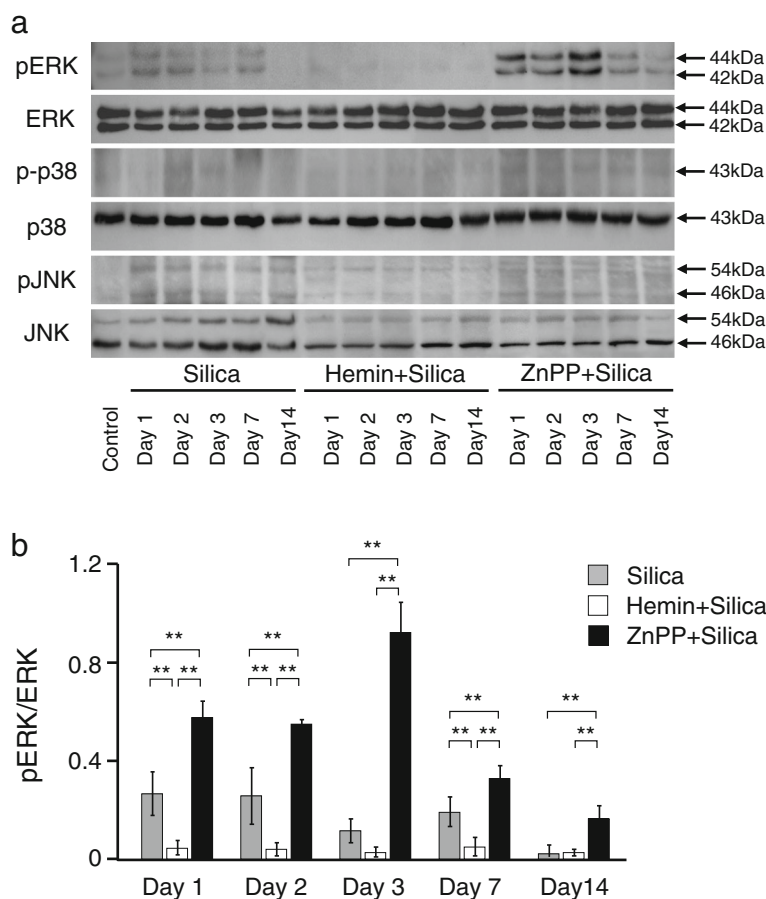 a
pERK
44kDa
42kDa
ERK
44kDa
42kDa
p-p38
43kDa
p38
43kDa
pJNK
54kDa
46kDa
JNK
54kDa
46kDa
Silica Hemin+Silica ZnPP+Silica
Control Day 1 Day 2 Day 3 Day 7 Day14 Day 1 Day 2 Day 3 Day 7 Day14 Day 1 Day 2 Day 3 Day 7 Day14
b
pERK/ERK
1.2
0.8
0.4
0
Silica
Hemin+Silica
ZnPP+Silica
**
** **
**
** **
**
**
**
** **
**
**
Day 1 Day 2 Day 3 Day 7 Day14